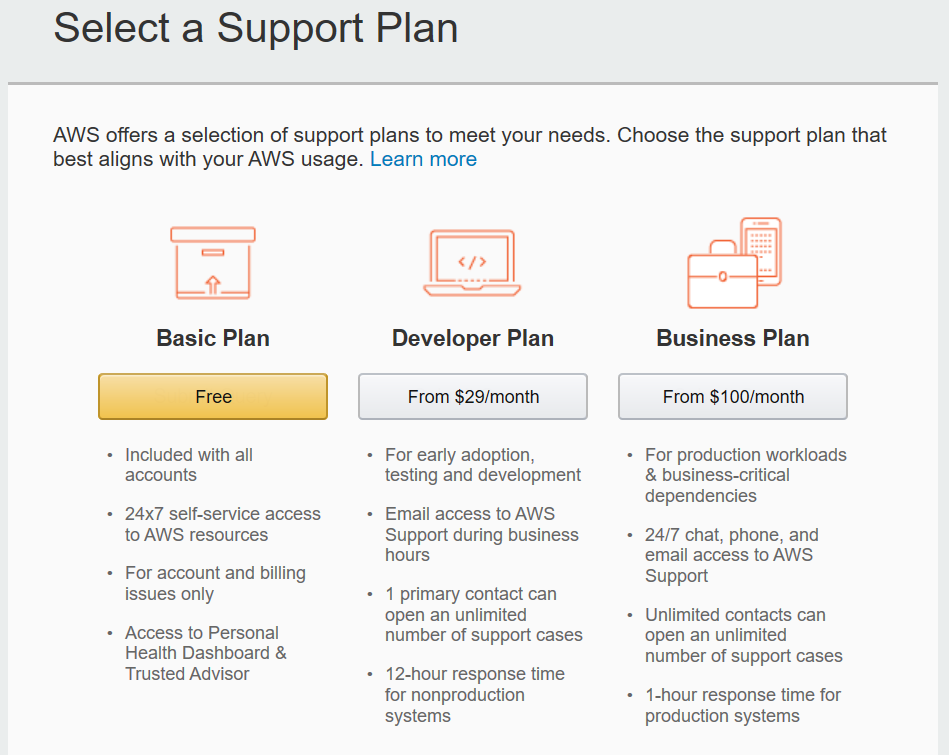 Select a Support Plan
AWS offers a selection of support plans to meet your needs. Choose the support plan that
best aligns with your AWS usage. Learn more
</>
Basic Plan
Free
• Included with all
accounts
• 24x7 self-service access
to AWS resources
• For account and billing
issues only
• Access to Personal
Health Dashboard &
Trusted Advisor
Developer Plan
From $29/month
• For early adoption,
testing and development
• Email access to AWS
Support during business
hours
• 1 primary contact can
open an unlimited
number of support cases
• 12-hour response time
for nonproduction
systems
Business Plan
From $100/month
• For production workloads
& business-critical
dependencies
• 24/7 chat, phone, and
email access to AWS
Support
• Unlimited contacts can
open an unlimited
number of support cases
• 1-hour response time for
production systems